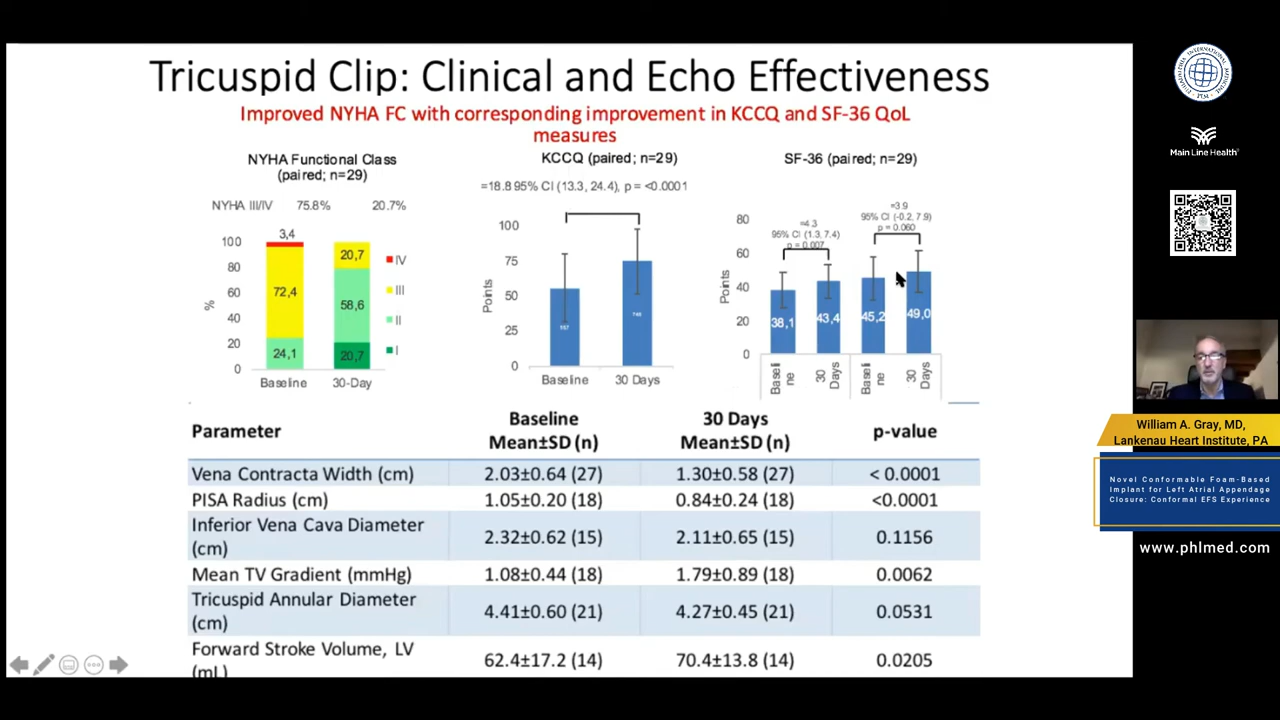 Tricuspid Clip: Clinical and Echo Effectiveness
Improved NYHA FC with corresponding improvement in KCCQ and SF-36 QoL
measures
NYHA Functional Class
(paired; n=29)
NYHA III/IV 75.8% 20.7%
3,4
100
80
60
40
20
0
%
72,4
24,1
20,7
58,6
20,7
IV
III
II
I
Baseline 30-Day
KCCQ (paired; n=29)
=18.8 95% CI (13.3, 24.4), p = <0.0001
100
75
50
25
0
Points
Baseline 30 Days
SF-36 (paired; n=29)
=4.3
95% CI (1.3, 7.4)
p = 0.007
=3.9
95% CI (-0.2, 7.9)
p = 0.060
80
60
40
20
0
Points
38,1 43,4 45,2 49,0
Baseli
ne
30
Days
Baseli
ne
30
Days
Parameter
Baseline
Mean±SD (n)
30 Days
Mean±SD (n)
p-value
Vena Contracta Width (cm) 2.03±0.64 (27) 1.30±0.58 (27) < 0.0001
PISA Radius (cm) 1.05±0.20 (18) 0.84±0.24 (18) <0.0001
Inferior Vena Cava Diameter
(cm) 2.32±0.62 (15) 2.11±0.65 (15) 0.1156
Mean TV Gradient (mmHg) 1.08±0.44 (18) 1.79±0.89 (18) 0.0062
Tricuspid Annular Diameter
(cm) 4.41±0.60 (21) 4.27±0.45 (21) 0.0531
Forward Stroke Volume, LV
(mL) 62.4±17.2 (14) 70.4±13.8 (14) 0.0205
Main Line Health
William A. Gray, MD,
Lankenau Heart Institute, PA
Novel Conformable Foam-Based
Implant for Left Atrial Appendage
Closure: Conformal EFS Experience
www.phlmed.com